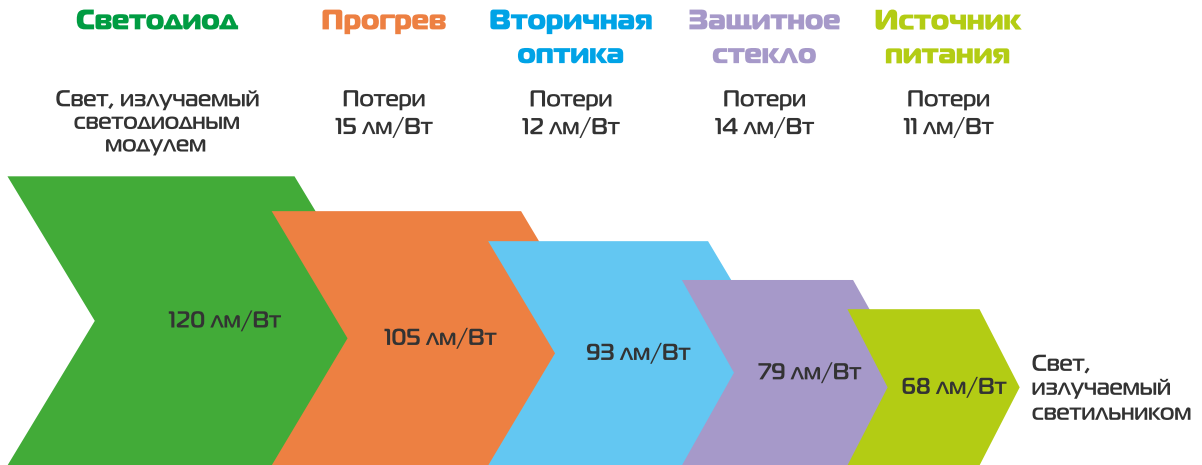 Светодиод
Прогрев
Вторичная
оптика
Защитное
стекло
Источник
питания
Свет, излучаемый
светодиодным
модулем
Потери
15 лм/Вт
Потери
12 лм/Вт
Потери
14 лм/Вт
Потери
11 лм/Вт
120 лм/Вт
105 лм/Вт
93 лм/Вт
79 лм/Вт
68 лм/Вт
Свет,
излучаемый
светильником